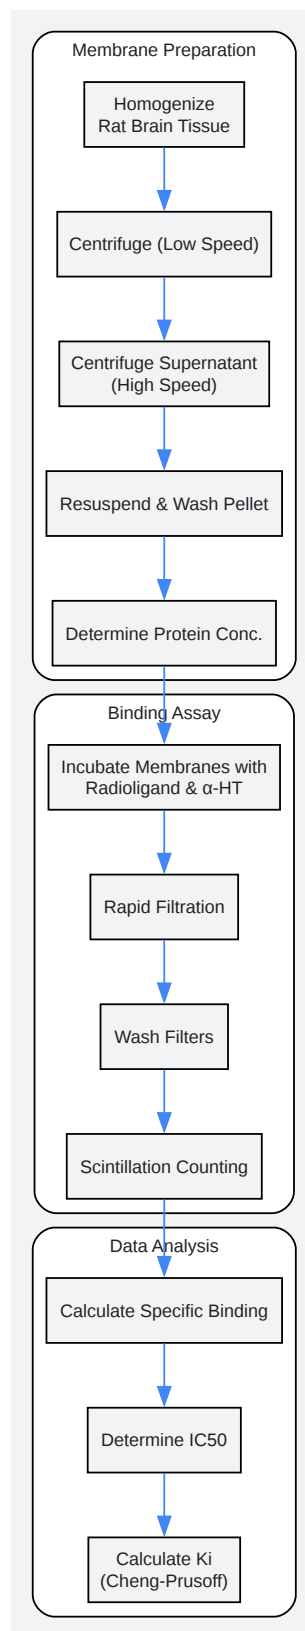 Membrane Preparation
Homogenize
Rat Brain Tissue
Centrifuge (Low Speed)
Centrifuge Supernatant
(High Speed)
Resuspend & Wash Pellet
Determine Protein Conc.
Binding Assay
Incubate Membranes with
Radioligand & α-HT
Rapid Filtration
Wash Filters
Scintillation Counting
Data Analysis
Calculate Specific Binding
Determine IC50
Calculate Ki
(Cheng-Prusoff)